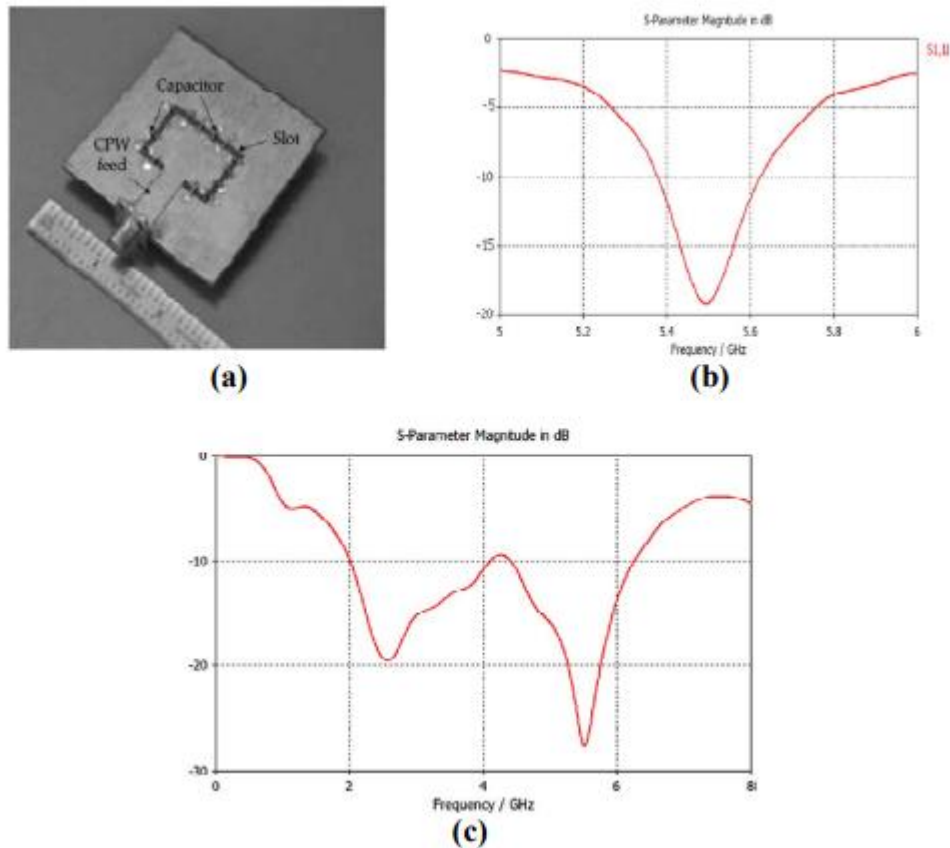 Capacitor
CPW
feed
Slot
(a)
S-Parameter Magnitude in dB
S1,1
0
-5
-10
-15
-20
5
5.2
5.4
5.6
5.8
6
Frequency / GHz
(b)
S-Parameter Magnitude in dB
0
-10
-20
-30
0
2
4
6
8
Frequency / GHz
(c)